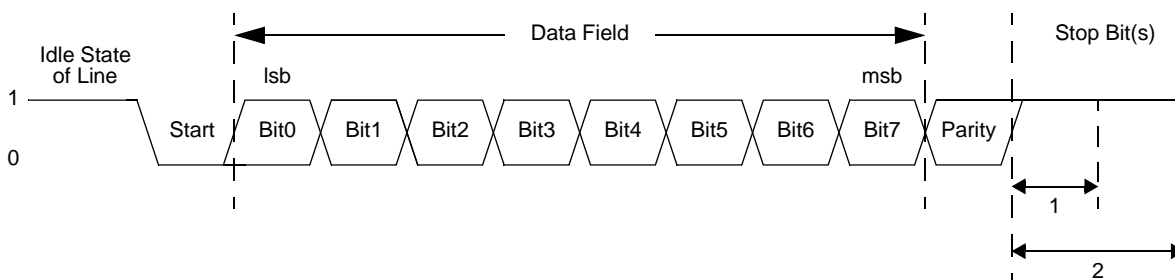 Data Field
Stop Bit(s)
Idle State
of Line
lsb
msb
1
Start
Bit0
Bit1
Bit2
Bit3
Bit4
Bit5
Bit6
Bit7
Parity
0
1
2